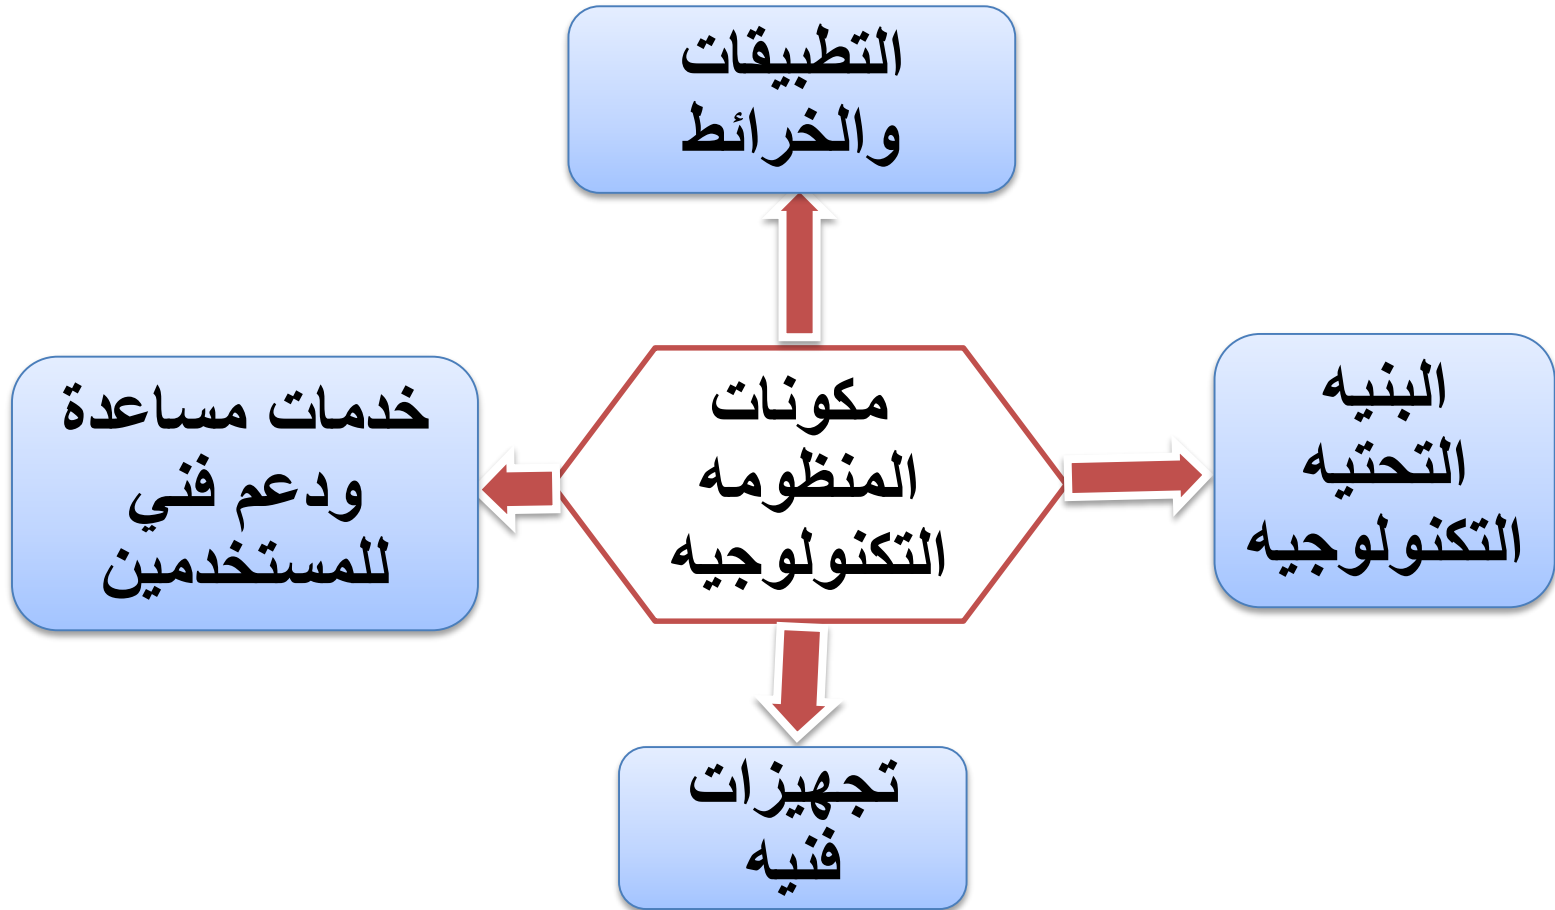 التطبيقات
والخرائط
مكونات
المنظومه
التكنولوجيه
البنيه
التحتيه
التكنولوجيه
خدمات مساعدة
ودعم فني
للمستخدمين
تجهيزات
فنيه